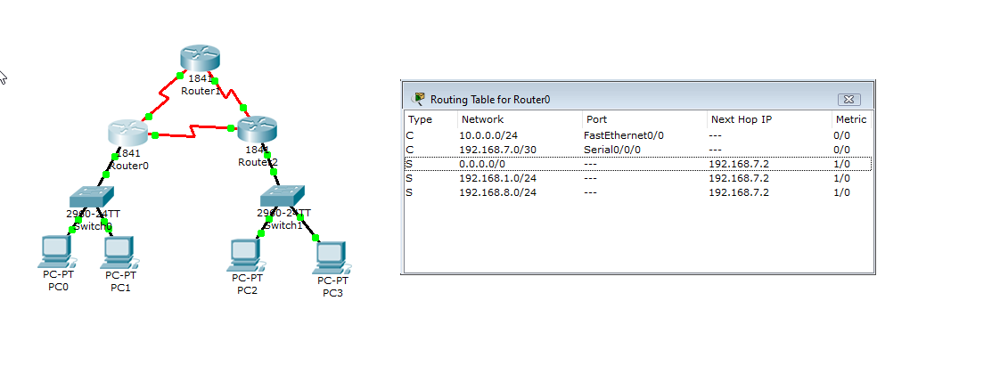 1841
Router1
1841
Router0
1841
Router2
2960-24TT
Switch0
2960-24TT
Switch1
PC-PT
PC0
PC-PT
PC1
PC-PT
PC2
PC-PT
PC3
Routing Table for Router0
Type Network Port Next Hop IP Metric
C 10.0.0.0/24 FastEthernet0/0 --- 0/0
C 192.168.7.0/30 Serial0/0/0 --- 0/0
S 0.0.0.0/0 --- 192.168.7.2 1/0
S 192.168.1.0/24 --- 192.168.7.2 1/0
S 192.168.8.0/24 --- 192.168.7.2 1/0